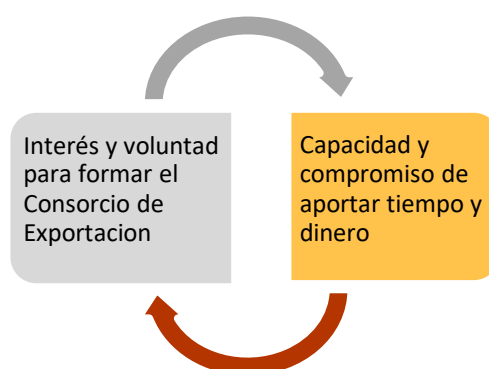 Interés y voluntad
para formar el
Consorcio de
Exportacion
Capacidad y
compromiso de
aportar tiempo y
dinero